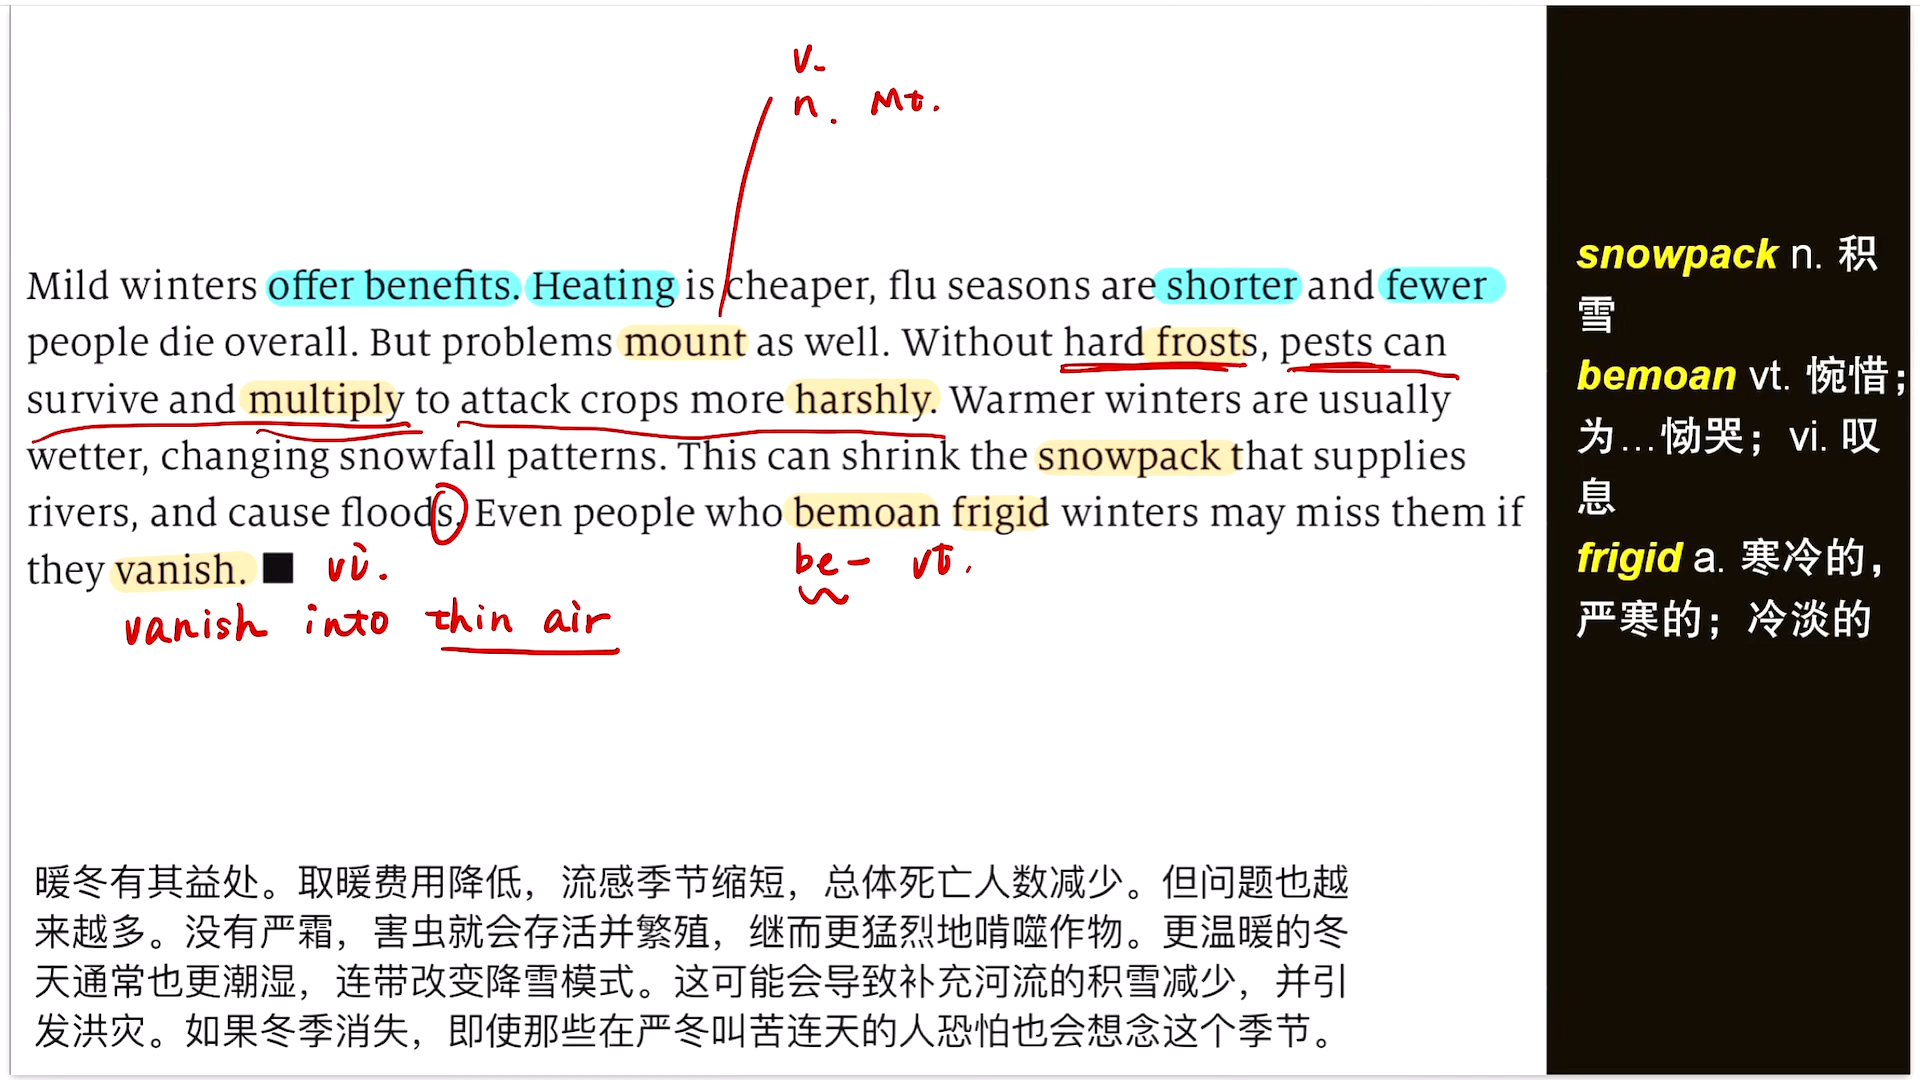 v.
n. Mt.
Mild winters offer benefits. Heating is cheaper, flu seasons are shorter and fewer
people die overall. But problems mount as well. Without hard frosts, pests can
survive and multiply to attack crops more harshly. Warmer winters are usually
wetter, changing snowfall patterns. This can shrink the snowpack that supplies
rivers, and cause floods. Even people who bemoan frigid winters may miss them if
they vanish. ■
vi.
be- vt.
vanish into thin air
暖冬有其益处。取暖费用降低，流感季节缩短，总体死亡人数减少。但问题也越
来越多。没有严霜，害虫就会存活并繁殖，继而更猛烈地啃噬作物。更温暖的冬
天通常也更潮湿，连带改变降雪模式。这可能会导致补充河流的积雪减少，并引
发洪灾。如果冬季消失，即使那些在严冬叫苦连天的人恐怕也会想念这个季节。
snowpack n. 积
雪
bemoan vt. 惋惜；
为…恸哭；vi. 叹
息
frigid a. 寒冷的，
严寒的；冷淡的